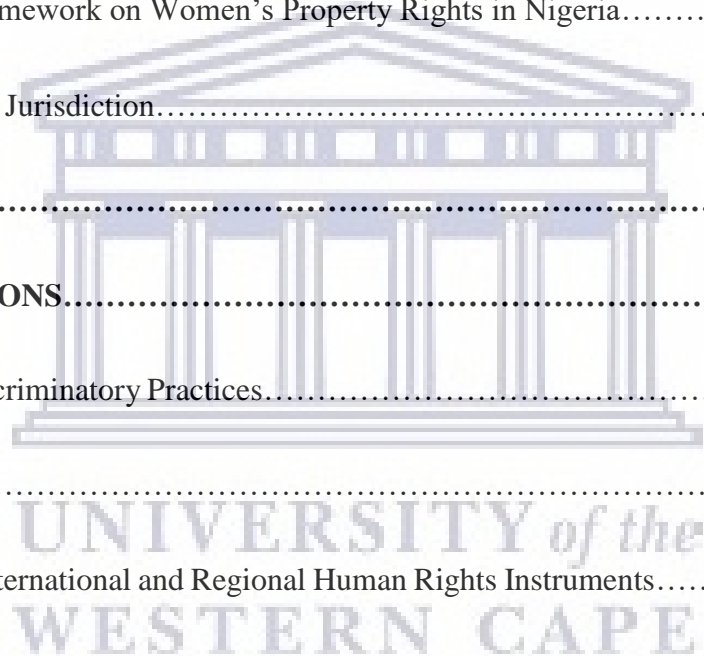 mework on Women’s Property Rights in Nigeria........
Jurisdiction.....................................................
.....................................................................
ONS..............................................................
criminatory Practices........................................
.....................................................................
UNIVERSITY of the
ternational and Regional Human Rights Instruments......
WESTERN CAPE